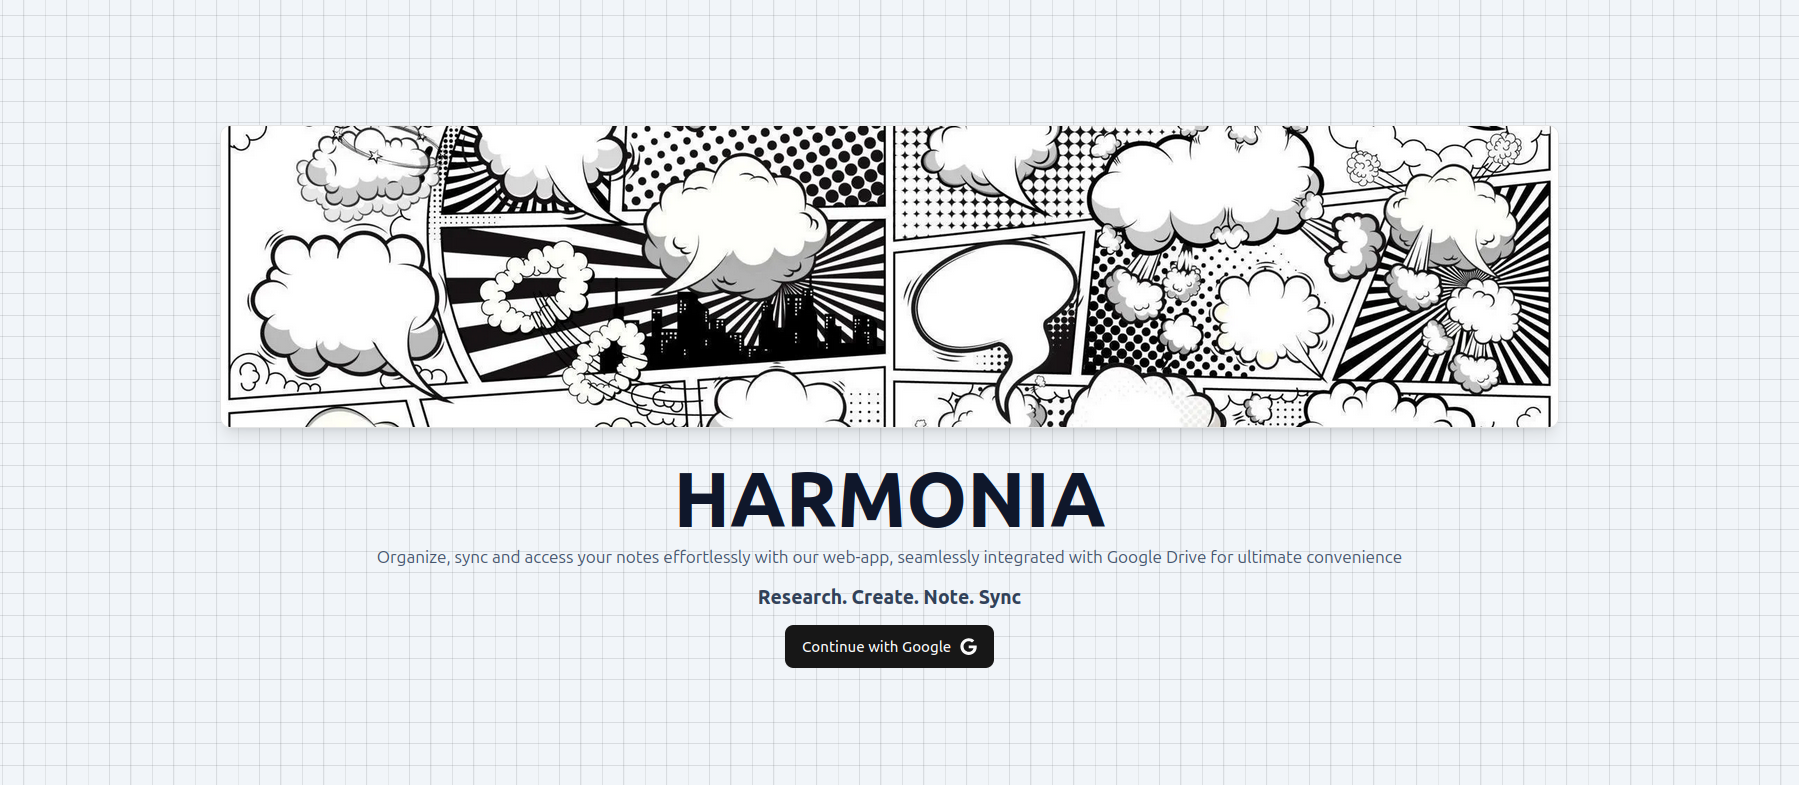 HARMONIA
Organize, sync and access your notes effortlessly with our web-app, seamlessly integrated with Google Drive for ultimate convenience
Research. Create. Note. Sync
Continue with Google G